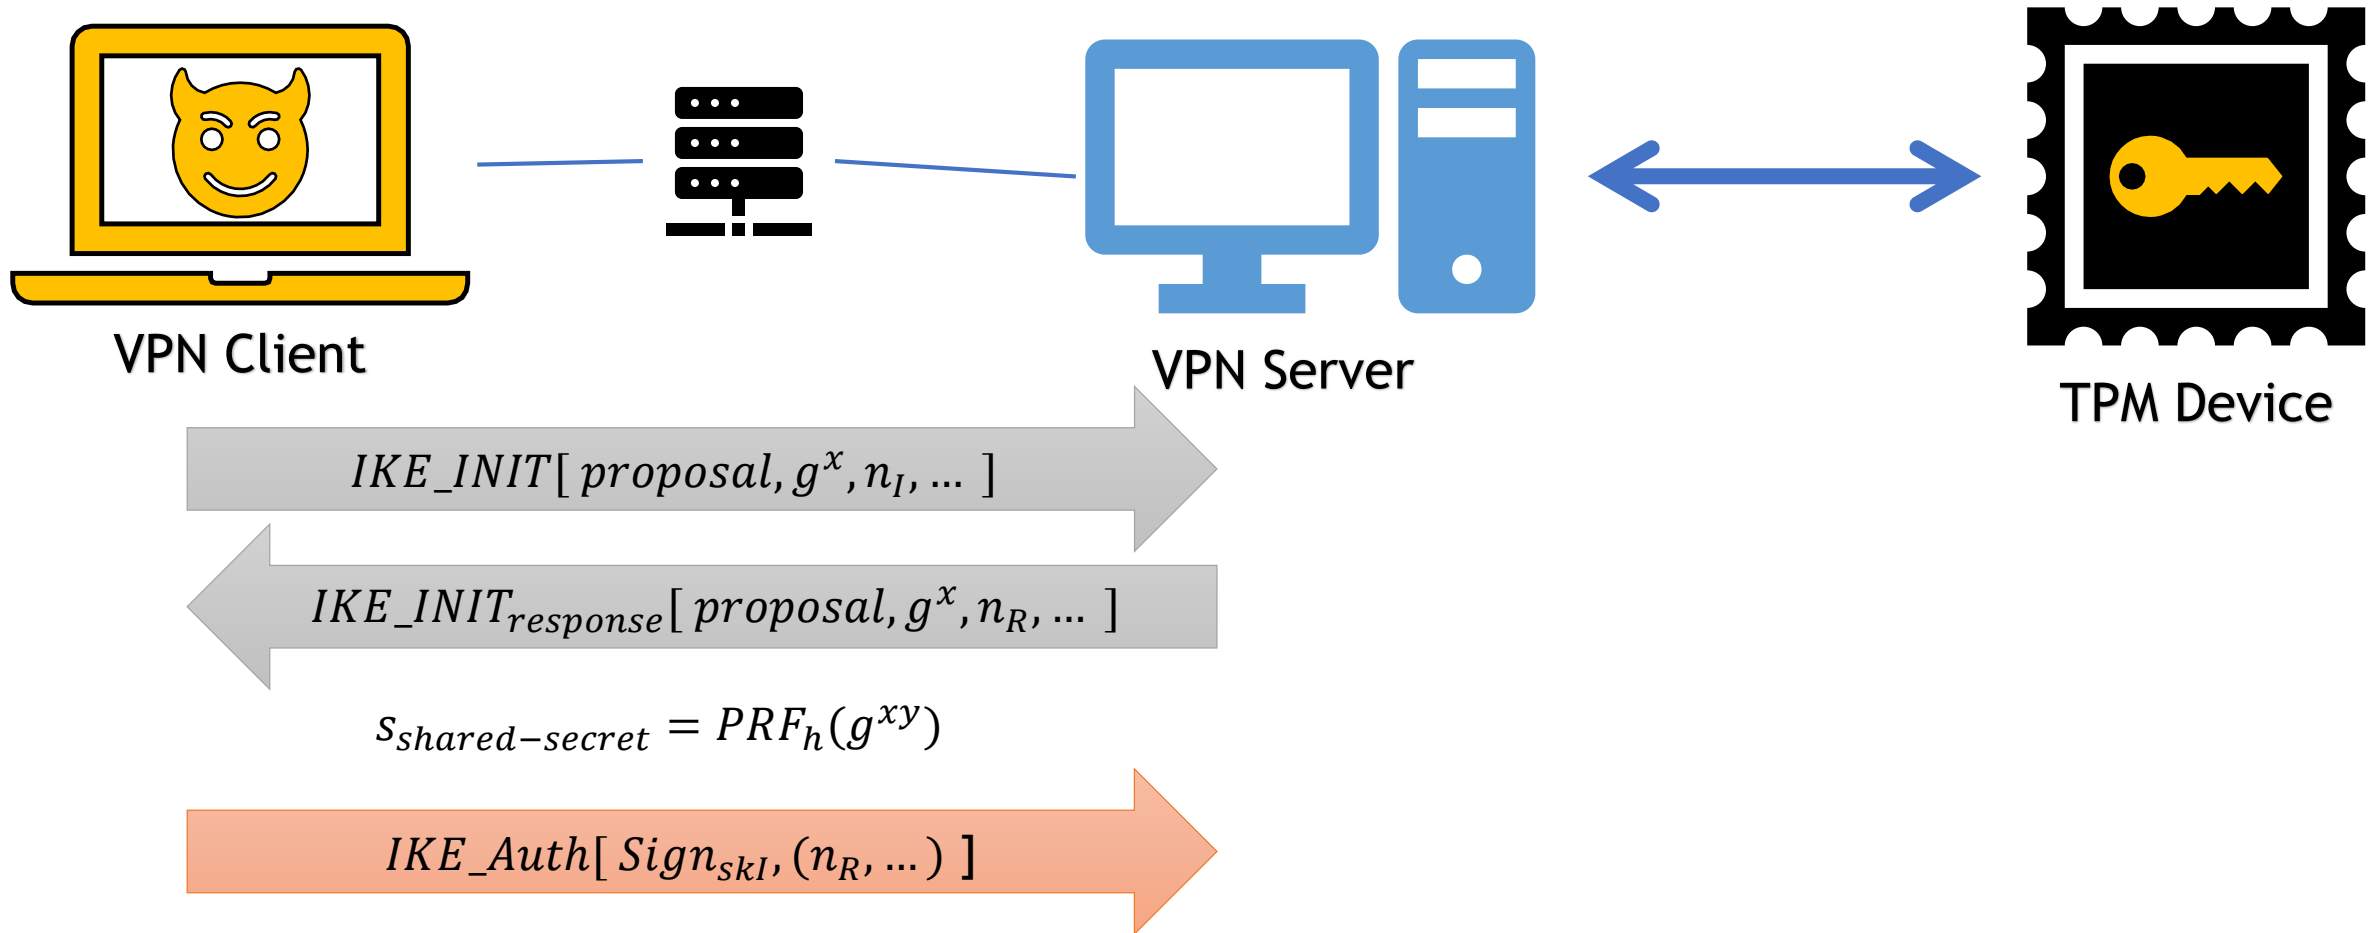 VPN Client
VPN Server
TPM Device
IKE_INIT[ proposal, g^x, n_I, … ]
IKE_INIT_response[ proposal, g^x, n_R, … ]
s_shared−secret = PRF_h(g^xy)
IKE_Auth[ Sign_skI, (n_R, … ) ]